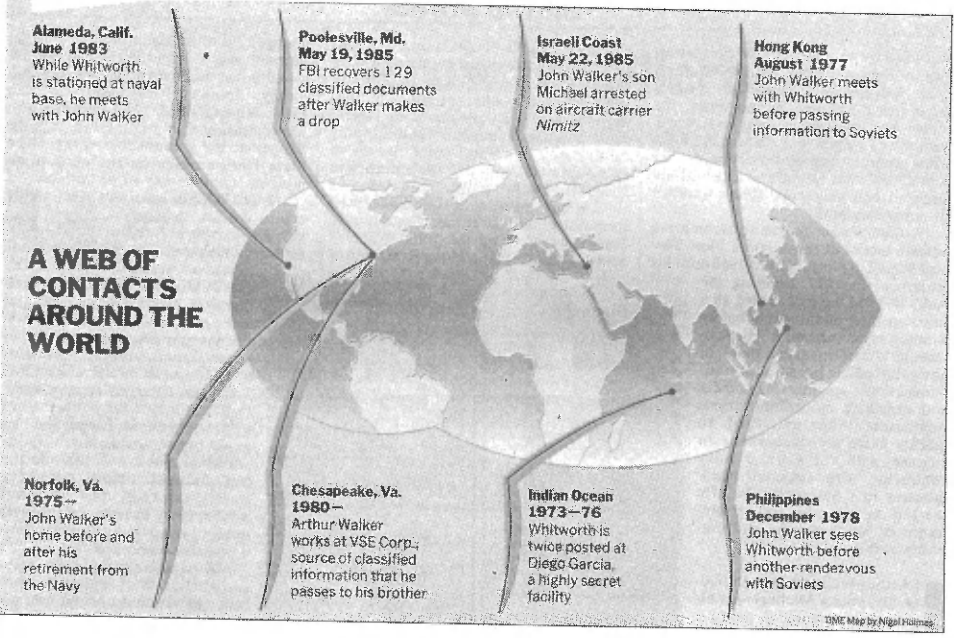 Alameda, Calif.
June 1983
While Whitworth
is stationed at naval
base, he meets
with John Walker
Poolesville, Md.
May 19, 1985
FBI recovers 129
classified documents
after Walker makes
a drop
Israeli Coast
May 22, 1985
John Walker's son
Michael arrested
on aircraft carrier
Nimitz
Hong Kong
August 1977
John Walker meets
with Whitworth
before passing
information to Soviets
A WEB OF
CONTACTS
AROUND THE
WORLD
Norfolk, Va.
1975–
John Walker's
home before and
after his
retirement from
the Navy
Chesapeake, Va.
1980–
Arthur Walker
works at VSE Corp.,
source of classified
information that he
passes to his brother
Indian Ocean
1973–76
Whitworth is
twice posted at
Diego Garcia,
a highly secret
facility
Philippines
December 1978
John Walker sees
Whitworth before
another rendezvous
with Soviets
TIME Map by Nigel Holmes